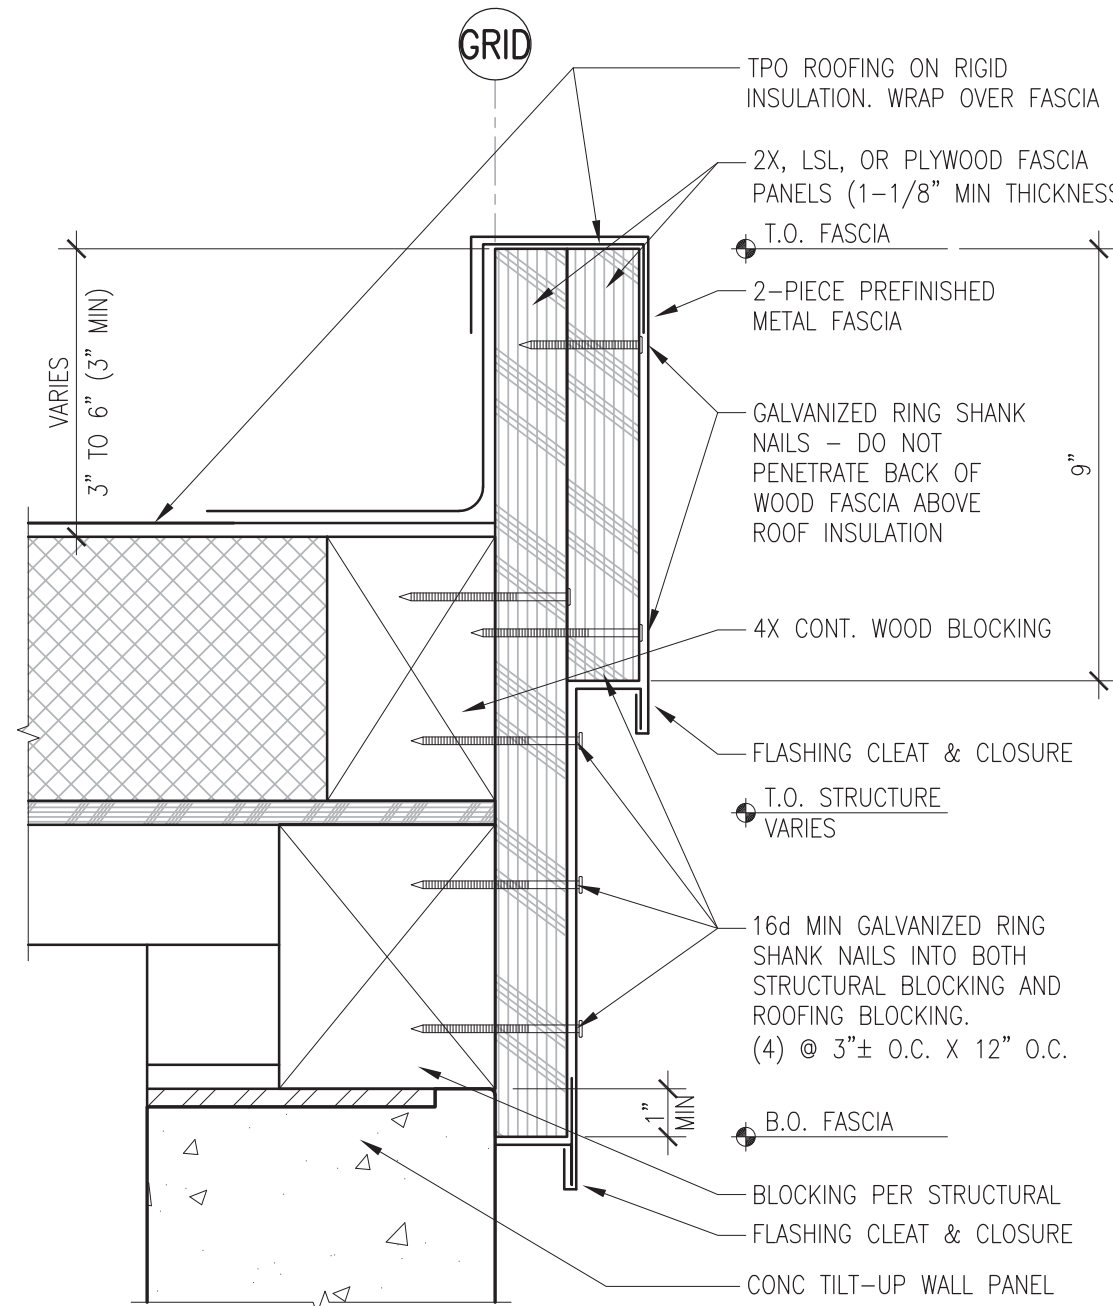 GRID
TPO ROOFING ON RIGID
INSULATION. WRAP OVER FASCIA
2X, LSL, OR PLYWOOD FASCIA
PANELS (1-1/8" MIN THICKNESS
T.O. FASCIA
2-PIECE PREFINISHED
METAL FASCIA
VARIES
3" TO 6" (3" MIN)
GALVANIZED RING SHANK
NAILS - DO NOT
PENETRATE BACK OF
WOOD FASCIA ABOVE
ROOF INSULATION
9"
4X CONT. WOOD BLOCKING
FLASHING CLEAT & CLOSURE
T.O. STRUCTURE
VARIES
16d MIN GALVANIZED RING
SHANK NAILS INTO BOTH
STRUCTURAL BLOCKING AND
ROOFING BLOCKING.
(4) @ 3"± O.C. X 12" O.C.
1"
MIN
B.O. FASCIA
BLOCKING PER STRUCTURAL
FLASHING CLEAT & CLOSURE
CONC TILT-UP WALL PANEL